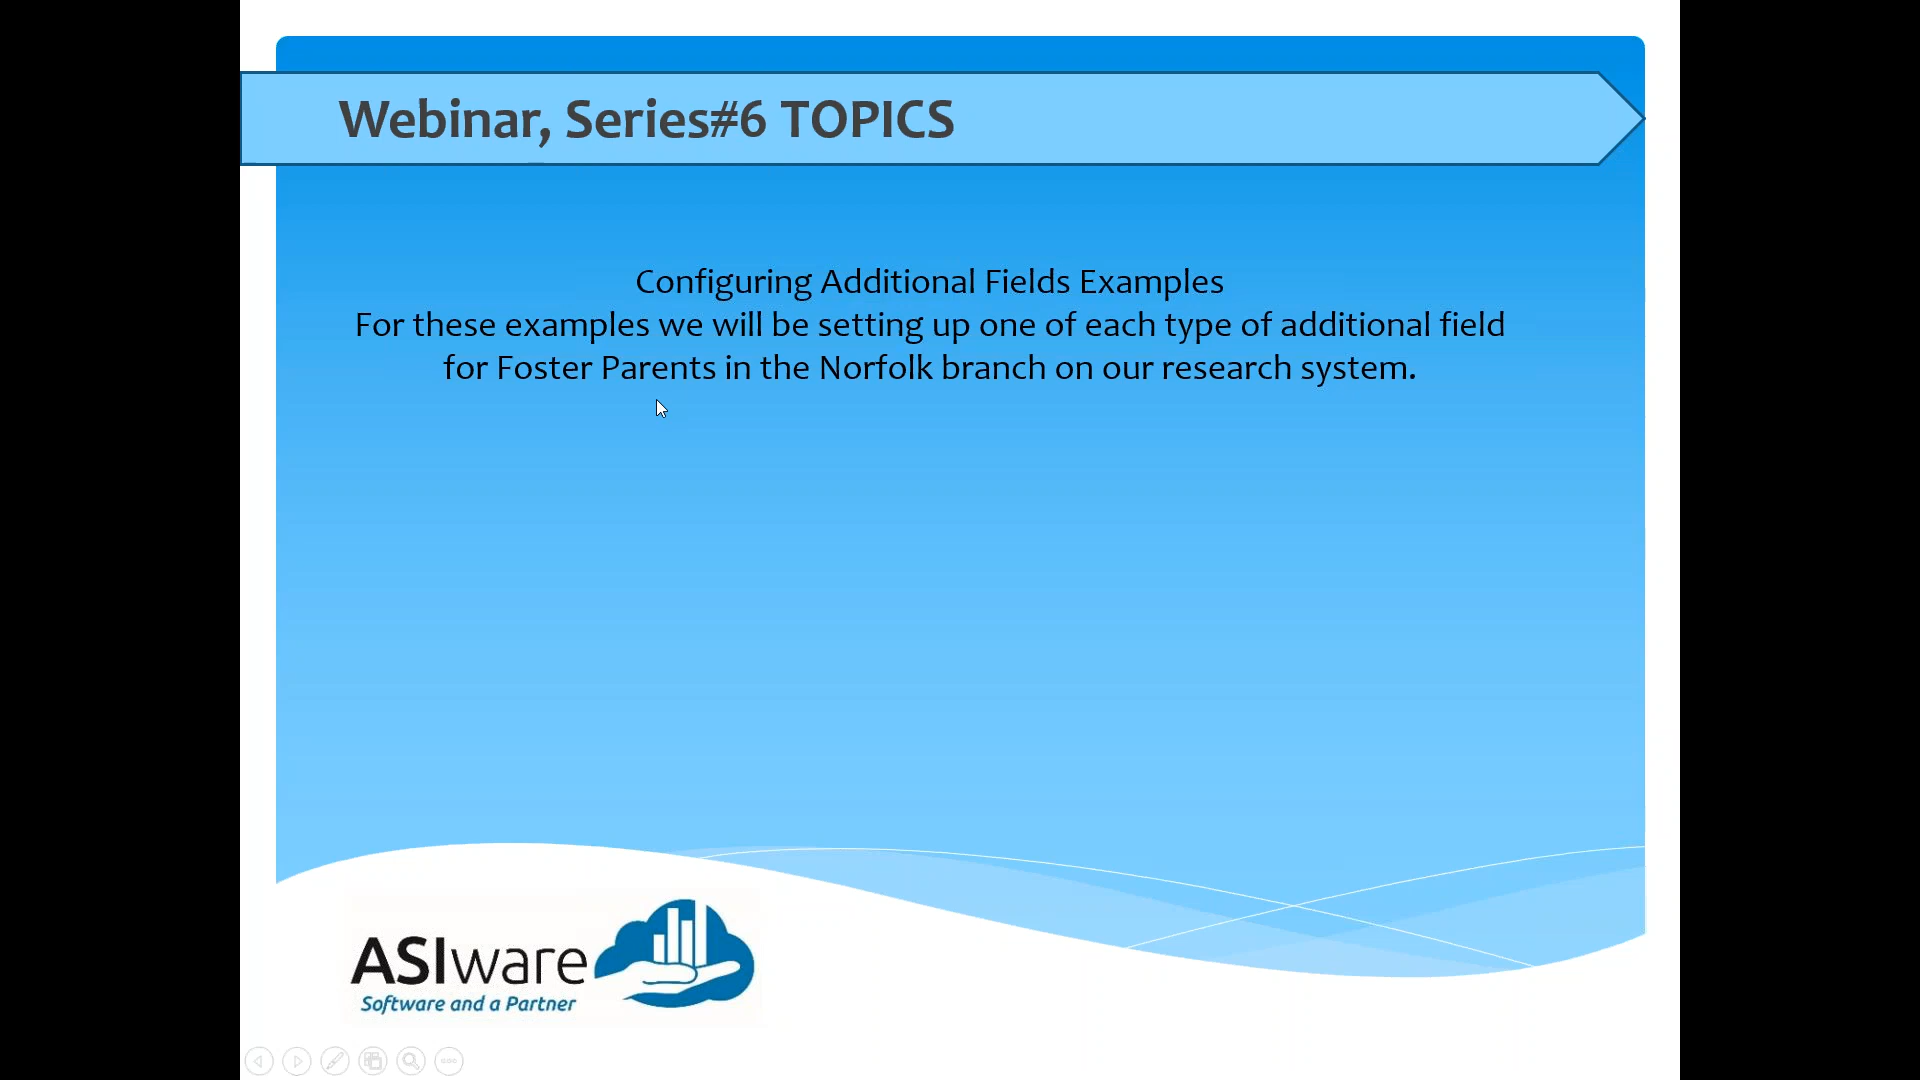 Webinar, Series#6 TOPICS
Configuring Additional Fields Examples
For these examples we will be setting up one of each type of additional field
for Foster Parents in the Norfolk branch on our research system.
ASIware
Software and a Partner